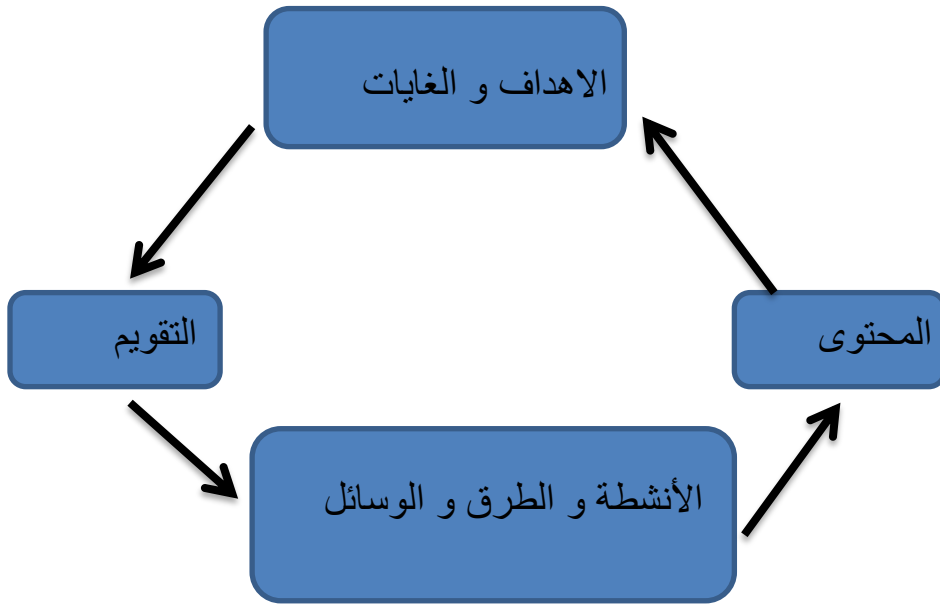 الاهداف و الغايات
المحتوى
التقويم
الأنشطة و الطرق و الوسائل